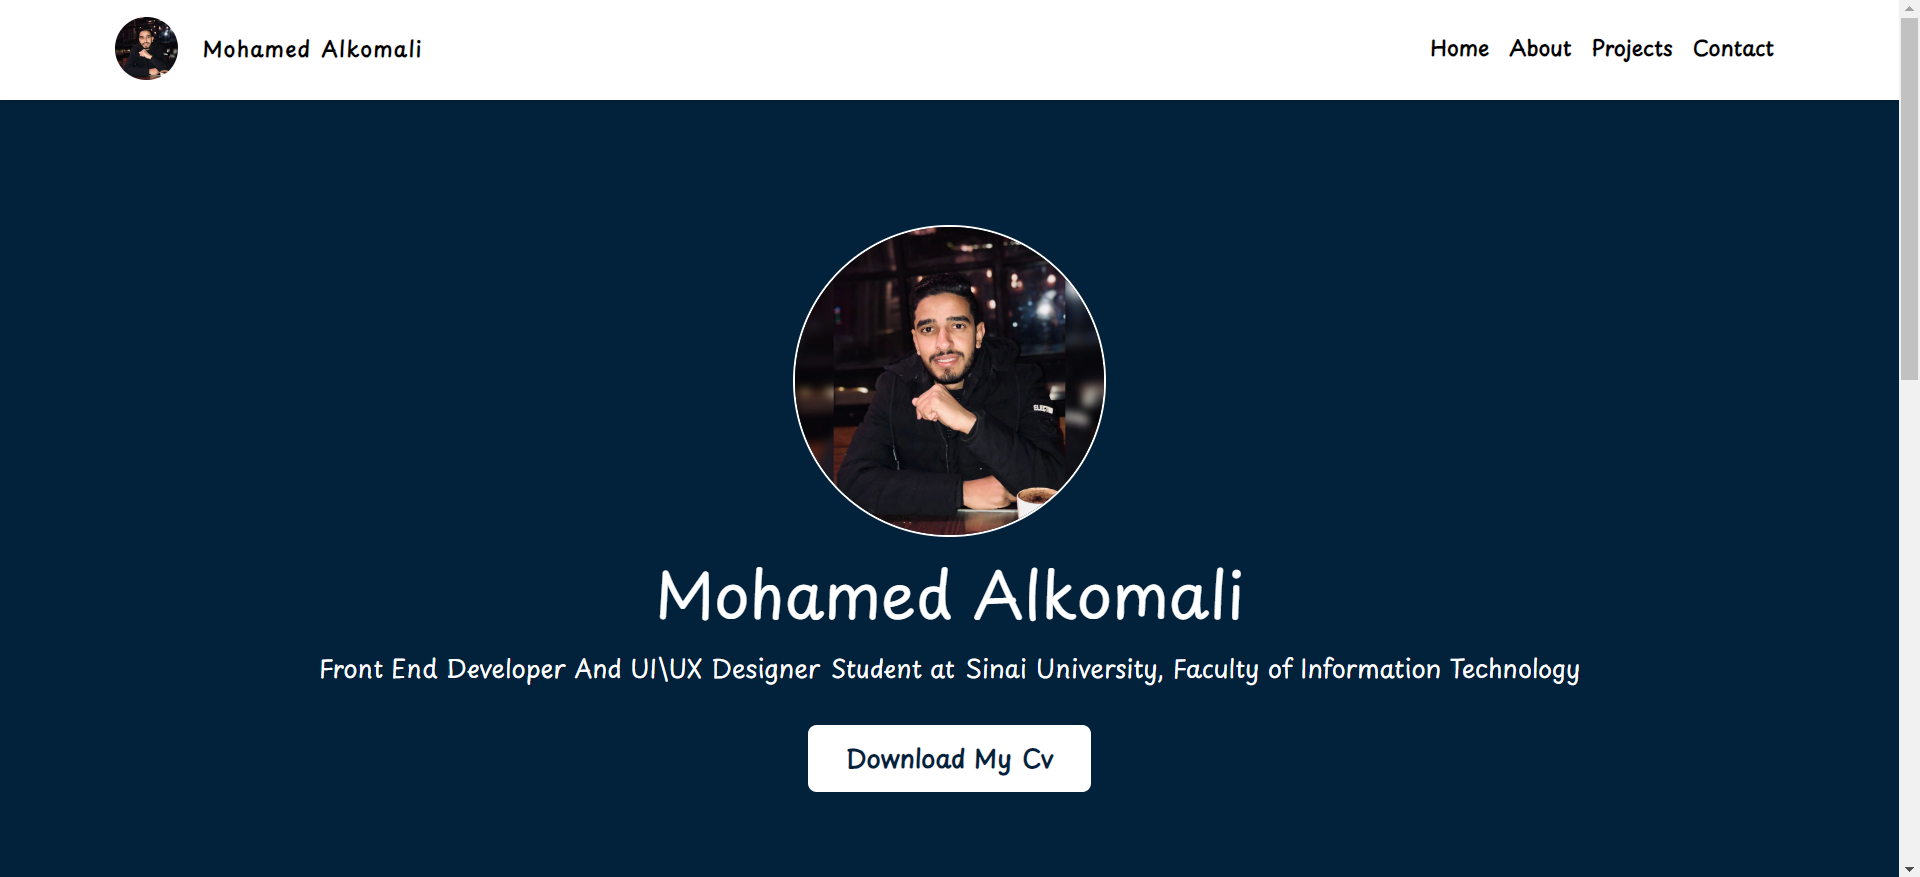 Mohamed Alkomali
Home About Projects Contact
ELECTRO
Mohamed Alkomali
Front End Developer And UI\UX Designer Student at Sinai University, Faculty of Information Technology
Download My Cv